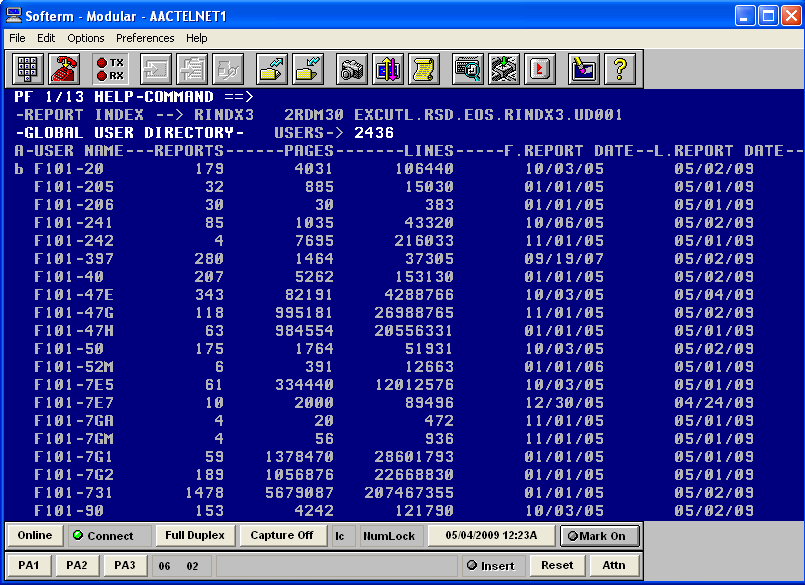 Softerm - Modular - AACTELNET1
File Edit Options Preferences Help
TX
RX
PF 1/13 HELP-COMMAND ==>
-REPORT INDEX --> RINDX3 2RDM30 EXCUTL.RSD.EOS.RINDX3.UD001
-GLOBAL USER DIRECTORY- USERS-> 2436
A-USER NAME---REPORTS------PAGES-------LINES-----F.REPORT DATE--L.REPORT DATE--
b F101-20 179 4031 106440 10/03/05 05/02/09
F101-205 32 885 15030 01/01/05 05/01/09
F101-206 30 30 383 01/01/05 05/01/09
F101-241 85 1035 43320 10/06/05 05/02/09
F101-242 4 7695 216033 11/01/05 05/01/09
F101-397 280 1464 37305 09/19/07 05/02/09
F101-40 207 5262 153130 01/01/05 05/02/09
F101-47E 343 82191 4288766 10/03/05 05/04/09
F101-47G 118 995181 26988765 11/01/05 05/02/09
F101-47H 63 984554 20556331 01/01/05 05/01/09
F101-50 175 1764 51931 10/03/05 05/02/09
F101-52M 6 391 12663 01/01/06 05/01/09
F101-7E5 61 334440 12012576 10/03/05 05/02/09
F101-7E7 10 2000 89496 12/30/05 04/24/09
F101-7GA 4 20 472 11/01/05 05/01/09
F101-7GM 4 56 936 11/01/05 05/01/09
F101-7G1 59 1378470 28601793 01/01/05 05/01/09
F101-7G2 189 1056876 22668830 01/01/05 05/01/09
F101-731 1478 5679087 207467355 01/01/05 05/02/09
F101-90 153 4242 121790 10/03/05 05/02/09
Online Connect Full Duplex Capture Off Ic NumLock 05/04/2009 12:23A Mark On
PA1 PA2 PA3 06 02 Insert Reset Attn